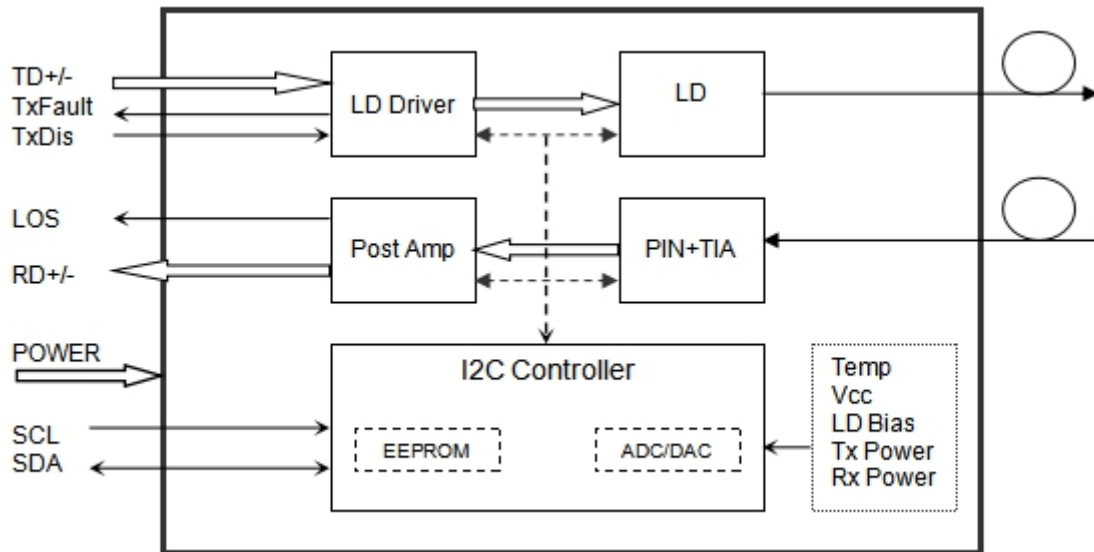 TD+/-
TxFault
TxDis
LD Driver
LD
LOS
RD+/-
Post Amp
PIN+TIA
POWER
SCL
SDA
I2C Controller
EEPROM
ADC/DAC
Temp
Vcc
LD Bias
Tx Power
Rx Power